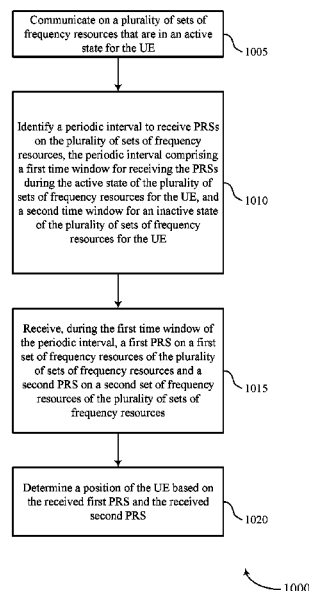 Communicate on a plurality of sets of
frequency resources that are in an active
state for the UE
1005
Identify a periodic interval to receive PRSs
on the plurality of sets of frequency
resources, the periodic interval comprising
a first time window for receiving the PRSs
during the active state of the plurality of
sets of frequency resources for the UE, and
a second time window for an inactive state
of the plurality of sets of frequency
resources for the UE
1010
Receive, during the first time window of
the periodic interval, a first PRS on a first
set of frequency resources of the plurality
of sets of frequency resources and a
second PRS on a second set of frequency
resources of the plurality of sets of
frequency resources
1015
Determine a position of the UE based on
the received first PRS and the received
second PRS
1020
1000